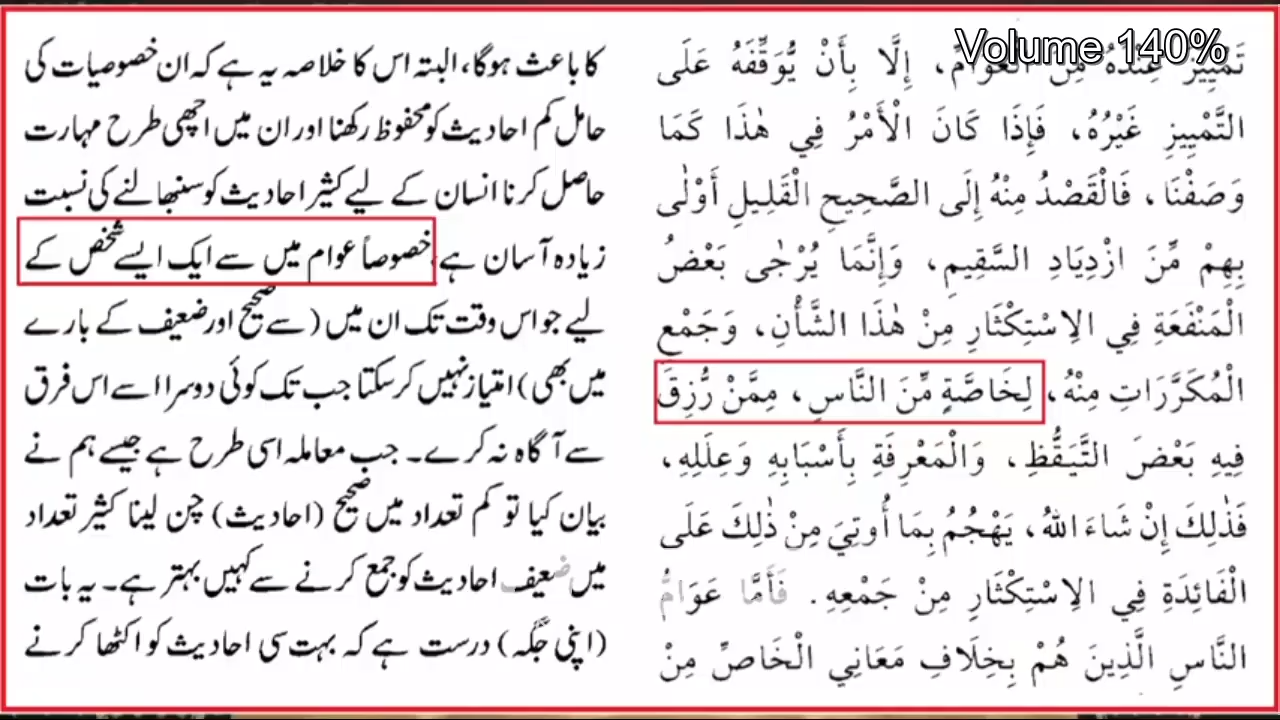 Volume 140%
تَمْيِيزَ عِنْدَهُ مِنَ الْعَوَامِّ، إِلَّا بِأَنْ يُّوَقِّفَهُ عَلَى
التَّمْيِيزِ غَيْرُهُ، فَإِذَا كَانَ الْأَمْرُ فِي هٰذَا كَمَا
وَصَفْنَا، فَالْقَصْدُ مِنْهُ إِلَى الصَّحِيحِ الْقَلِيلِ أَوْلٰى
بِهِمْ مِّنَ ازْدِيَادِ السَّقِيمِ، وَإِنَّمَا يُرْجٰى بَعْضُ
الْمَنْفَعَةِ فِي الِاسْتِكْثَارِ مِنْ هٰذَا الشَّأْنِ، وَجَمْعِ
الْمُكَرَّرَاتِ مِنْهُ، لِخَاصَّةٍ مِّنَ النَّاسِ، مِمَّنْ رُّزِقَ
فِيهِ بَعْضَ التَّيَقُّظِ، وَالْمَعْرِفَةِ بِأَسْبَابِهِ وَعِلَلِهِ،
فَذٰلِكَ إِنْ شَاءَ اللهُ، يَهْجُمُ بِمَا أُوتِيَ مِنْ ذٰلِكَ عَلَى
الْفَائِدَةِ فِي الِاسْتِكْثَارِ مِنْ جَمْعِهِ. فَأَمَّا عَوَامُّ
النَّاسِ الَّذِينَ هُمْ بِخِلَافِ مَعَانِي الْخَاصِّ مِنْ
کا باعث ہوگا، البتہ اس کا خلاصہ یہ ہے کہ ان خصوصیات کی
حامل کم احادیث کو محفوظ رکھنا اور ان میں اچھی طرح مہارت
حاصل کرنا انسان کے لیے کثیر احادیث کو سنبھالنے کی نسبت
زیادہ آسان ہے، خصوصاً عوام میں سے ایک ایسے شخص کے
لیے جو اس وقت تک ان میں (سے صحیح اور ضعیف کے بارے
میں بھی) امتیاز نہیں کر سکتا جب تک کوئی دوسرا اسے اس فرق
سے آگاہ نہ کرے۔ جب معاملہ اسی طرح ہے جیسے ہم نے
بیان کیا تو کم تعداد میں صحیح (احادیث) چن لینا کثیر تعداد
میں ضعیف احادیث کو جمع کرنے سے کہیں بہتر ہے۔ یہ بات
(اپنی جگہ) درست ہے کہ بہت سی احادیث کو اکٹھا کرنے